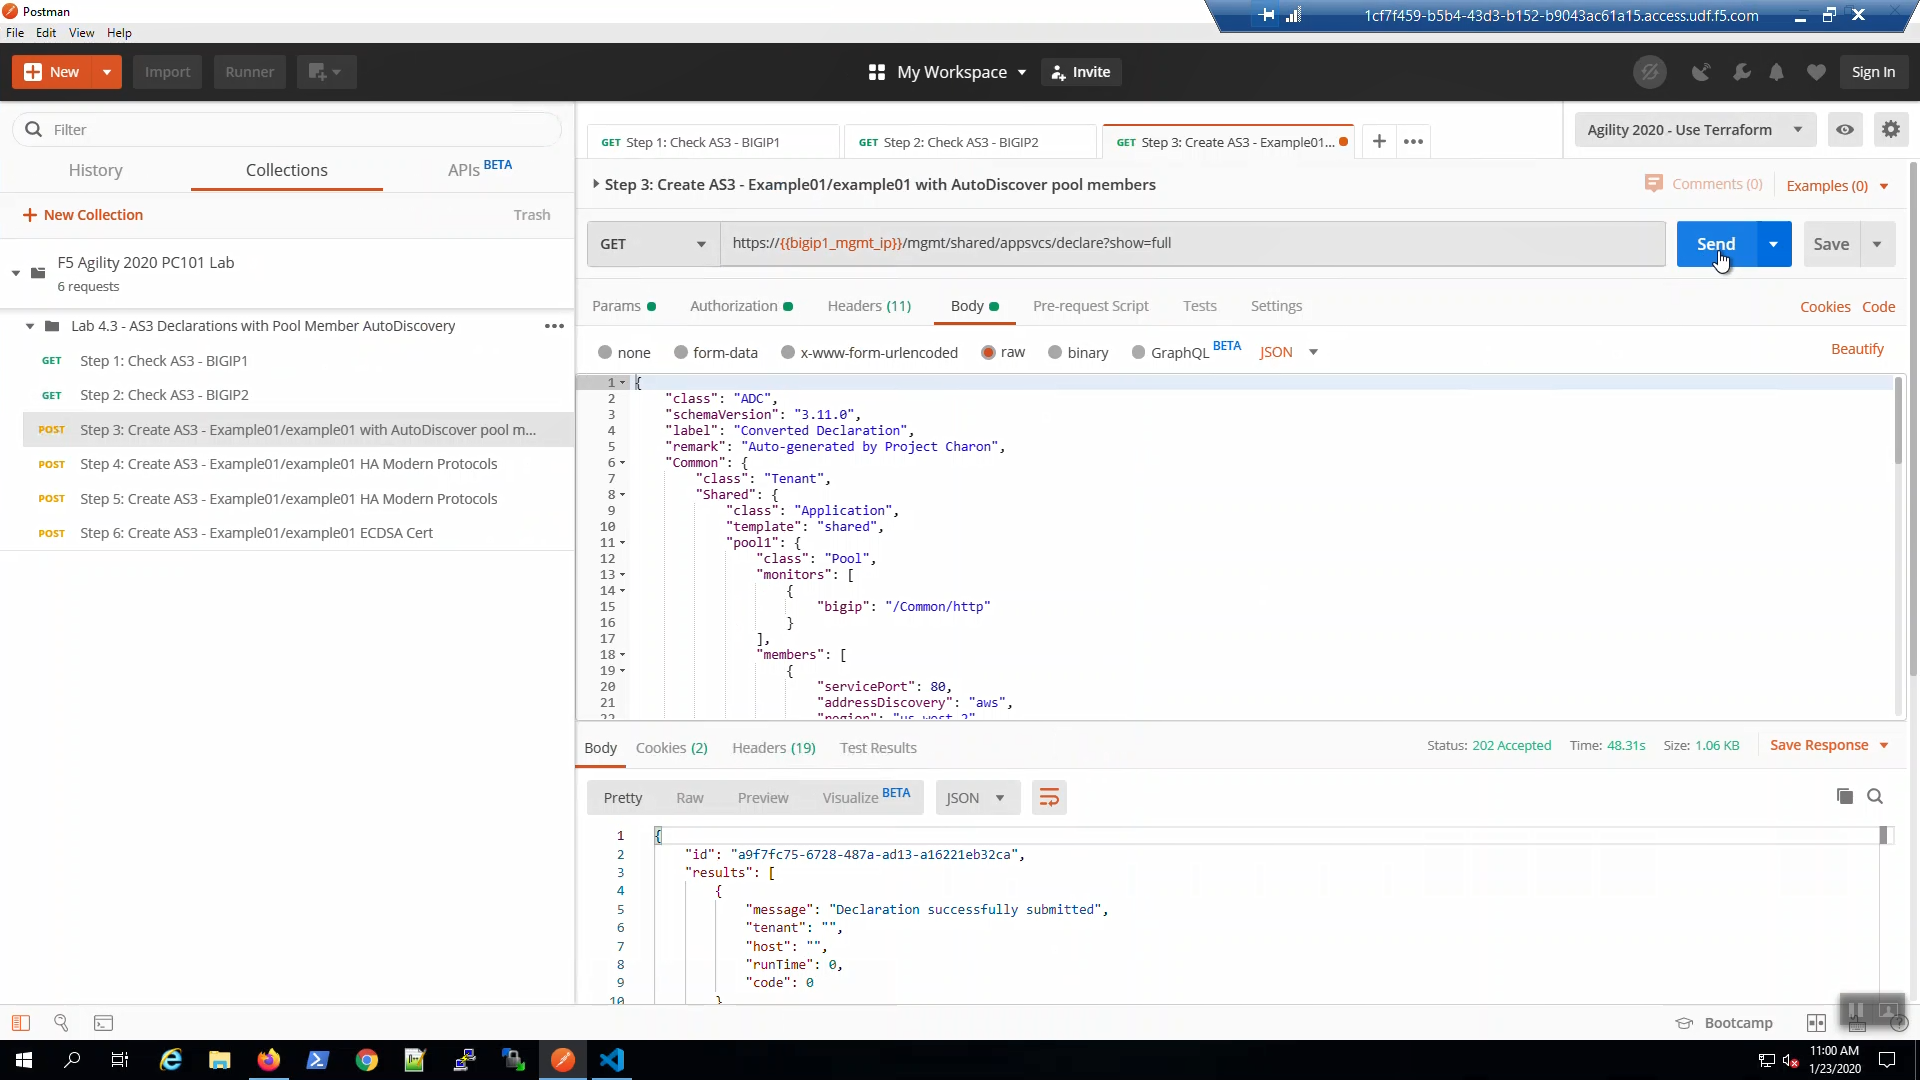 Postman
1cf7f459-b5b4-43d3-b152-b9043ac61a15.access.udf.f5.com
File Edit View Help
New Import Runner My Workspace Invite Sign In
Filter
GET Step 1: Check AS3 - BIGIP1
GET Step 2: Check AS3 - BIGIP2
GET Step 3: Create AS3 - Example01...
Agility 2020 - Use Terraform
History Collections APIs BETA
Step 3: Create AS3 - Example01/example01 with AutoDiscover pool members
Comments (0) Examples (0)
New Collection Trash
GET https://{{bigip1_mgmt_ip}}/mgmt/shared/appsvcs/declare?show=full Send Save
F5 Agility 2020 PC101 Lab
6 requests
Lab 4.3 - AS3 Declarations with Pool Member AutoDiscovery
GET Step 1: Check AS3 - BIGIP1
GET Step 2: Check AS3 - BIGIP2
POST Step 3: Create AS3 - Example01/example01 with AutoDiscover pool m...
POST Step 4: Create AS3 - Example01/example01 HA Modern Protocols
POST Step 5: Create AS3 - Example01/example01 HA Modern Protocols
POST Step 6: Create AS3 - Example01/example01 ECDSA Cert
Params Authorization Headers (11) Body Pre-request Script Tests Settings Cookies Code
none form-data x-www-form-urlencoded raw binary GraphQL BETA JSON Beautify
1 {
2 "class": "ADC",
3 "schemaVersion": "3.11.0",
4 "label": "Converted Declaration",
5 "remark": "Auto-generated by Project Charon",
6 "Common": {
7 "class": "Tenant",
8 "Shared": {
9 "class": "Application",
10 "template": "shared",
11 "pool1": {
12 "class": "Pool",
13 "monitors": [
14 {
15 "bigip": "/Common/http"
16 }
17 ],
18 "members": [
19 {
20 "servicePort": 80,
21 "addressDiscovery": "aws",
22 "region": "us-west-2"
Body Cookies (2) Headers (19) Test Results Status: 202 Accepted Time: 48.31s Size: 1.06 KB Save Response
Pretty Raw Preview Visualize BETA JSON
1 {
2 "id": "a9f7fc75-6728-487a-ad13-a16221eb32ca",
3 "results": [
4 {
5 "message": "Declaration successfully submitted",
6 "tenant": "",
7 "host": "",
8 "runTime": 0,
9 "code": 0
10 }
Bootcamp
11:00 AM
1/23/2020